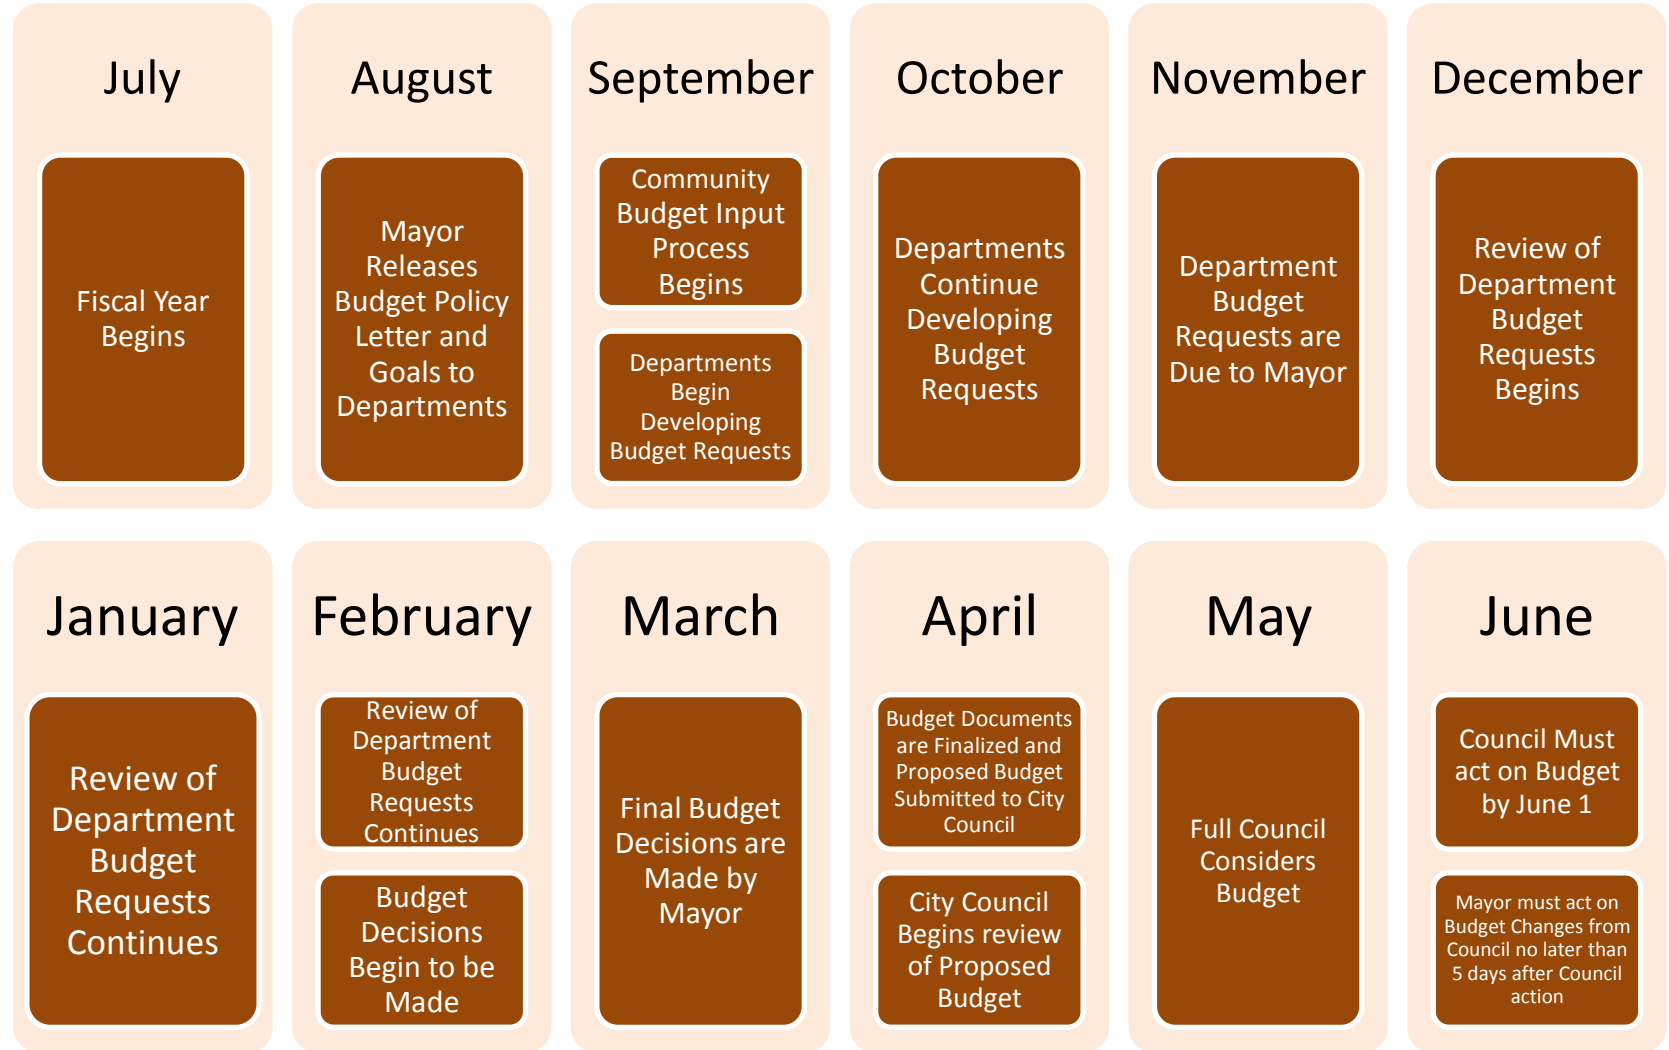 July
Fiscal Year
Begins
August
Mayor
Releases
Budget Policy
Letter and
Goals to
Departments
September
Community
Budget Input
Process
Begins
Departments
Begin
Developing
Budget Requests
October
Departments
Continue
Developing
Budget
Requests
November
Department
Budget
Requests are
Due to Mayor
December
Review of
Department
Budget
Requests
Begins
January
Review of
Department
Budget
Requests
Continues
February
Review of
Department
Budget
Requests
Continues
Budget
Decisions
Begin to be
Made
March
Final Budget
Decisions are
Made by
Mayor
April
Budget Documents
are Finalized and
Proposed Budget
Submitted to City
Council
City Council
Begins review
of Proposed
Budget
May
Full Council
Considers
Budget
June
Council Must
act on Budget
by June 1
Mayor must act on
Budget Changes from
Council no later than
5 days after Council
action